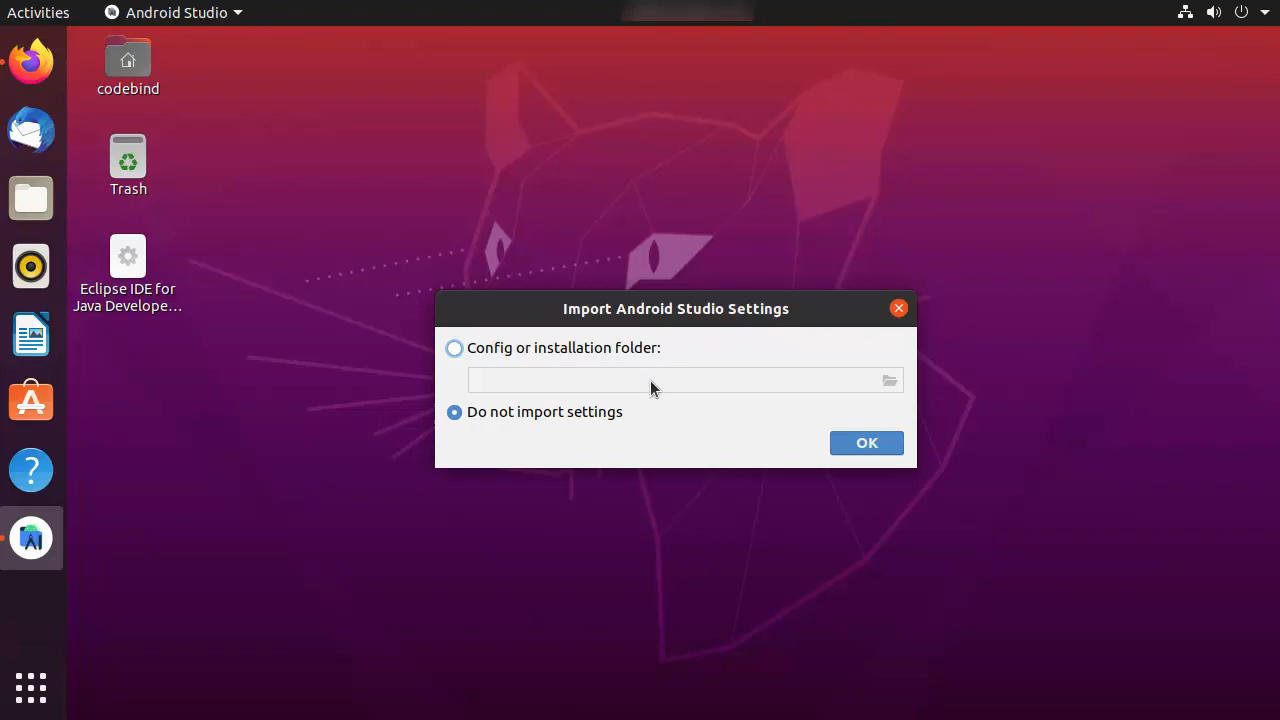 Activities
Android Studio
codebind
Trash
Eclipse IDE for
Java Develope…
Import Android Studio Settings
Config or installation folder:
Do not import settings
OK